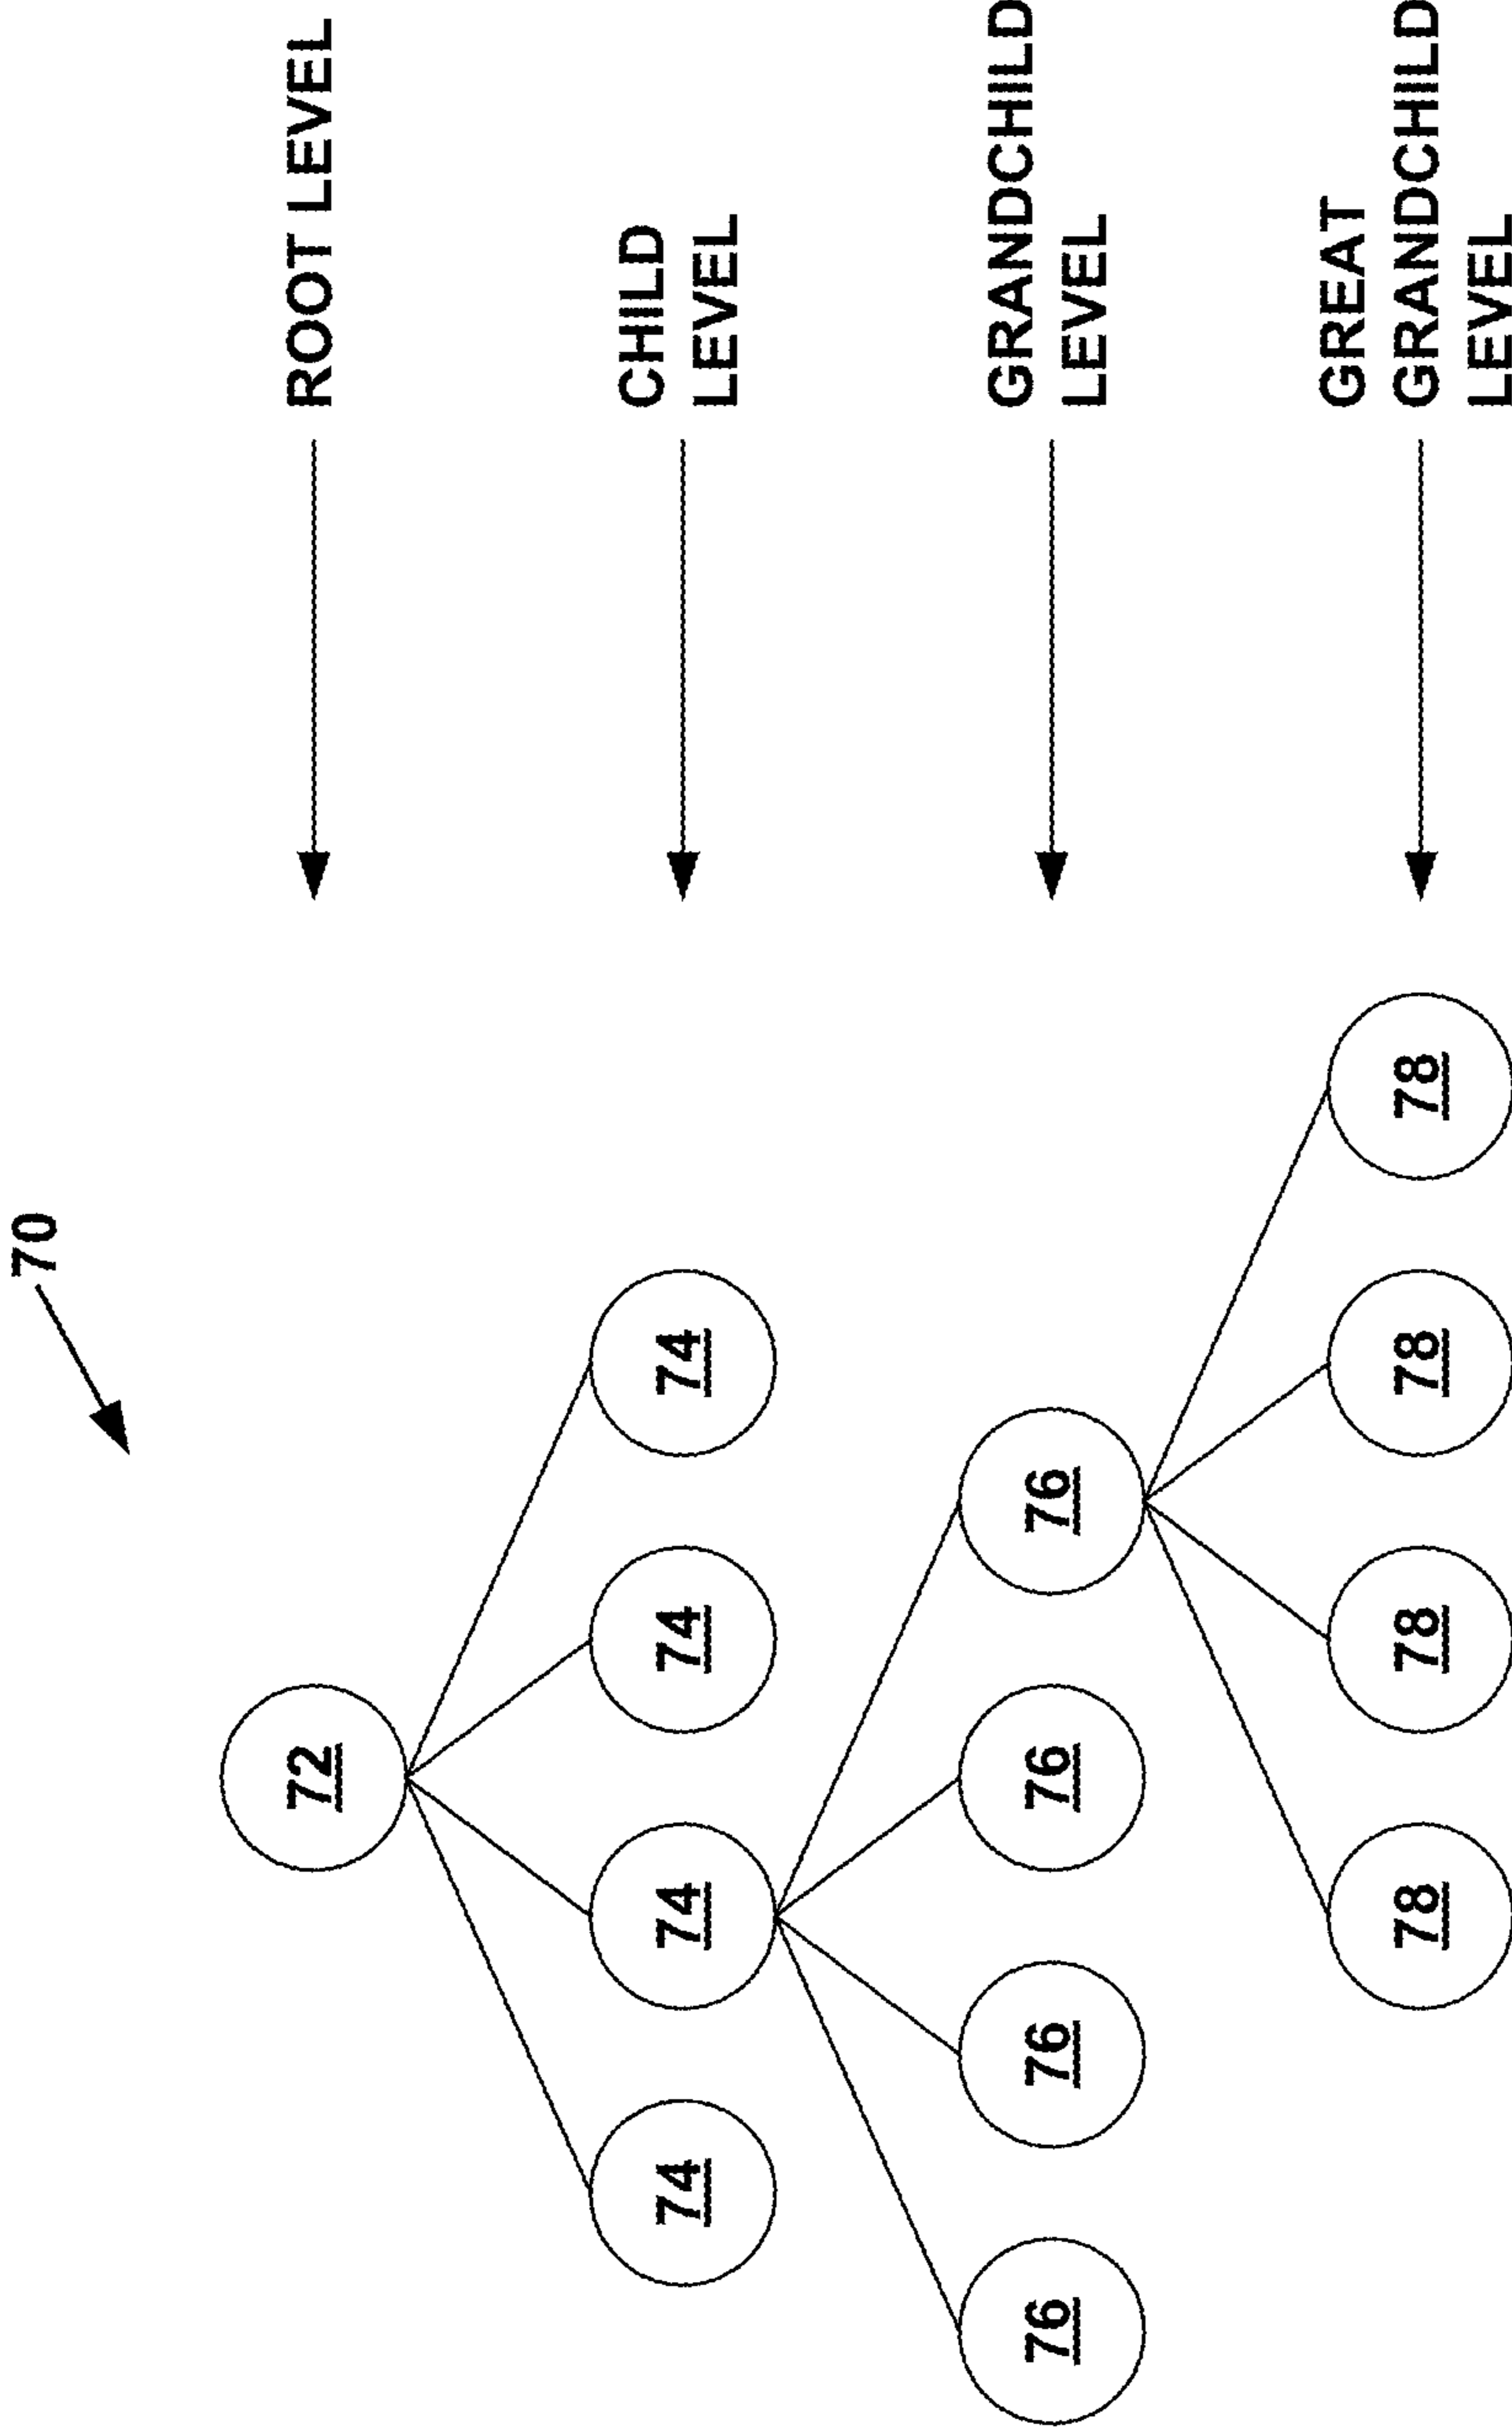 70
72
ROOT LEVEL
74 74 74 74
CHILD
LEVEL
76 76 76 76
GRANDCHILD
LEVEL
78 78 78 78
GREAT
GRANDCHILD
LEVEL